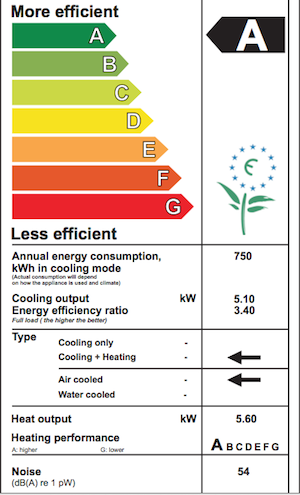 More efficient
A
A
B
C
D
E
F
G
Less efficient
Annual energy consumption, 750
kWh in cooling mode
(Actual consumption will depend
on how the appliance is used and climate)
Cooling output kW 5.10
Energy efficiency ratio 3.40
Full load ( the higher the better)
Type
Cooling only -
Cooling + Heating -
Air cooled -
Water cooled -
Heat output kW 5.60
Heating performance A B C D E F G
A: higher G: lower
Noise 54
(dB(A) re 1 pW)